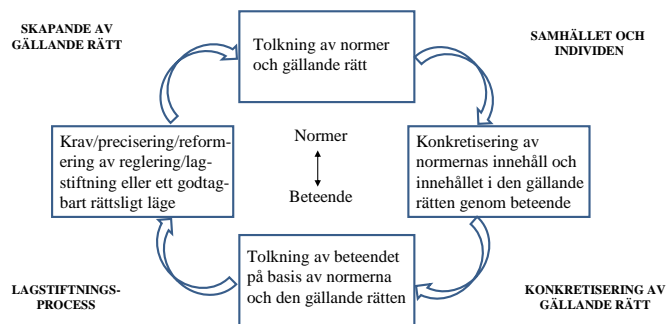 SKAPANDE AV
GÄLLANDE RÄTT
Tolkning av normer
och gällande rätt
SAMHÄLLET OCH
INDIVIDEN
Krav/precisering/reform-
ering av reglering/lag-
stiftning eller ett godtag-
bart rättsligt läge
Normer
Beteende
Konkretisering av
normernas innehåll och
innehållet i den gällande
rätten genom beteende
Tolkning av beteendet
på basis av normerna
och den gällande rätten
LAGSTIFTNINGS-
PROCESS
KONKRETISERING AV
GÄLLANDE RÄTT